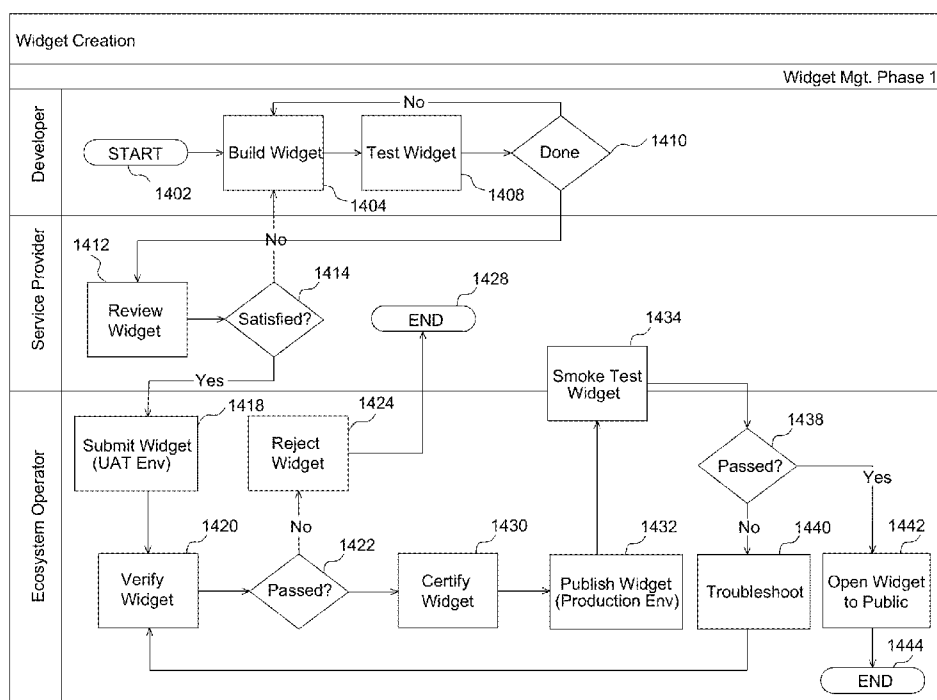 Widget Creation
Widget Mgt. Phase 1
Developer
No
START
Build Widget
Test Widget
Done
1410
1402
1404
1408
Service Provider
1412
No
1414
Review
Widget
Satisfied?
1428
END
1434
Smoke Test
Widget
Yes
Ecosystem Operator
1418
Submit Widget
(UAT Env)
1424
Reject
Widget
1438
Passed?
Yes
No
No
1420
Verify
Widget
1422
Passed?
1430
Certify
Widget
1432
Publish Widget
(Production Env)
1440
Troubleshoot
1442
Open Widget
to Public
1444
END